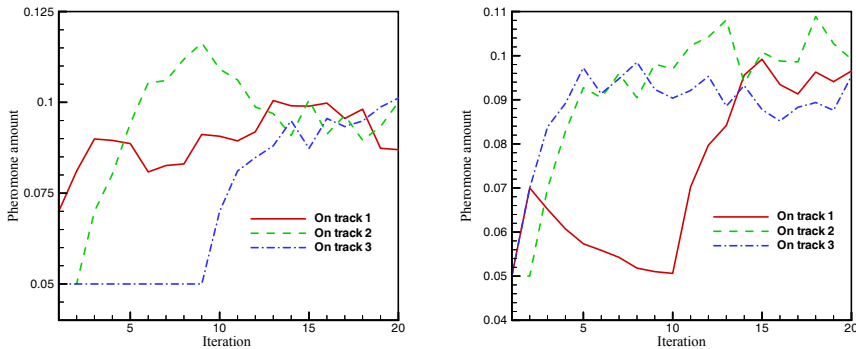 0.125
0.1
0.075
0.05
Pheromone amount
On track 1
On track 2
On track 3
5
10
15
20
Iteration
0.11
0.1
0.09
0.08
0.07
0.06
0.05
0.04
Pheromone amount
On track 1
On track 2
On track 3
5
10
15
20
Iteration